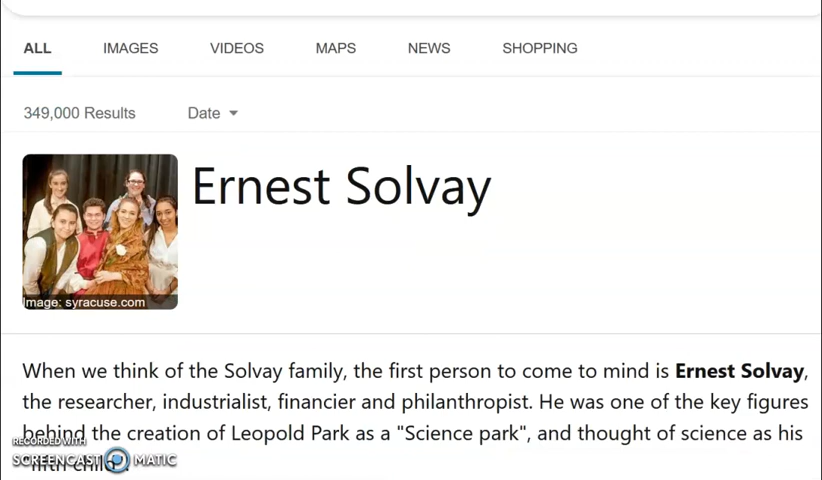 ALL IMAGES VIDEOS MAPS NEWS SHOPPING
349,000 Results Date
Ernest Solvay
Image: syracuse.com
When we think of the Solvay family, the first person to come to mind is Ernest Solvay,
the researcher, industrialist, financier and philanthropist. He was one of the key figures
behind the creation of Leopold Park as a "Science park", and thought of science as his
RECORDED WITH
"fifth child".
SCREENCAST MATIC